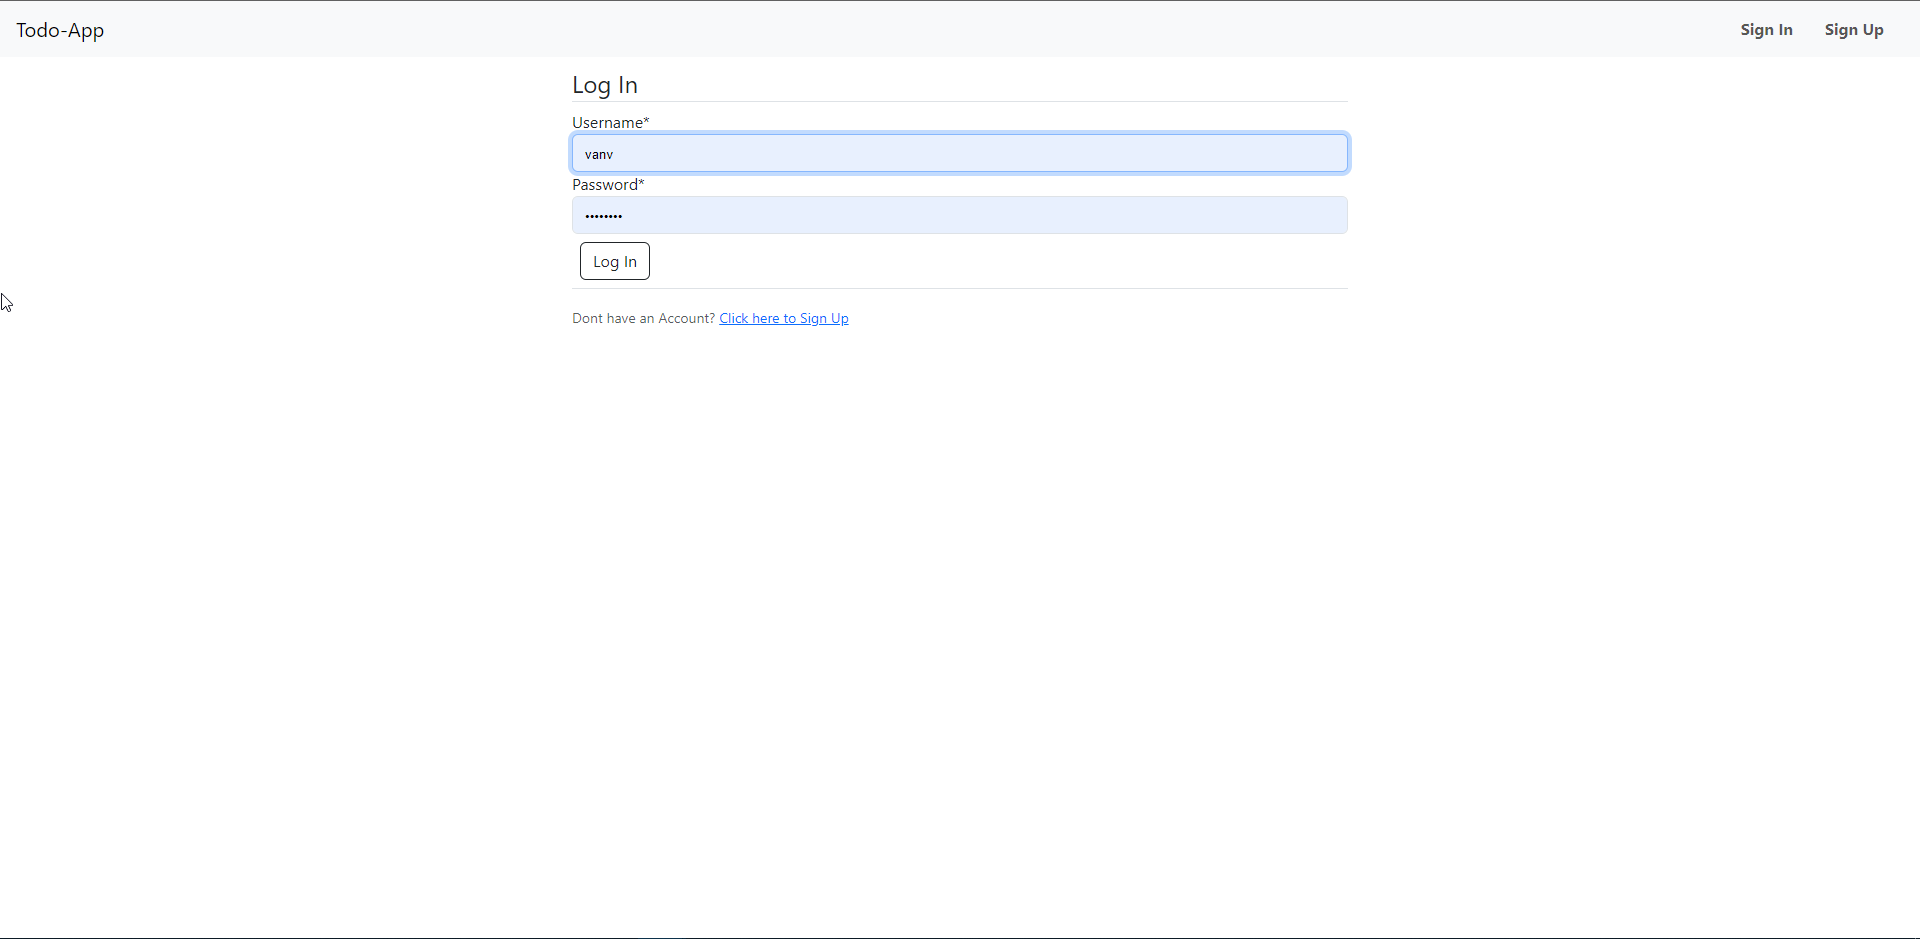 Todo-App
Sign In
Sign Up
Log In
Username*
vanv
Password*
••••••••
Log In
Dont have an Account? Click here to Sign Up